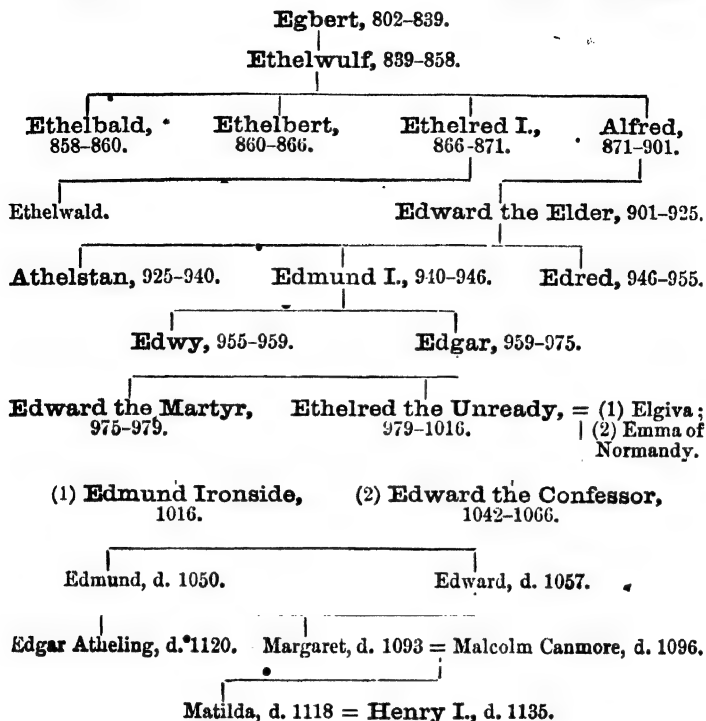 Egbert, 802–839.
Ethelwulf, 839–858.
Ethelbald, Ethelbert, Ethelred I., Alfred,
858–860. 860–866. 866–871. 871–901.
Ethelwald. Edward the Elder, 901–925.
Athelstan, 925–940. Edmund I., 940–946. Edred, 946–955.
Edwy, 955–959. Edgar, 959–975.
Edward the Martyr, Ethelred the Unready, = (1) Elgiva;
975–979. 979–1016. (2) Emma of
Normandy.
(1) Edmund Ironside, (2) Edward the Confessor,
1016. 1042–1066.
Edmund, d. 1050. Edward, d. 1057.
Edgar Atheling, d. 1120. Margaret, d. 1093 = Malcolm Canmore, d. 1096.
Matilda, d. 1118 = Henry I., d. 1135.